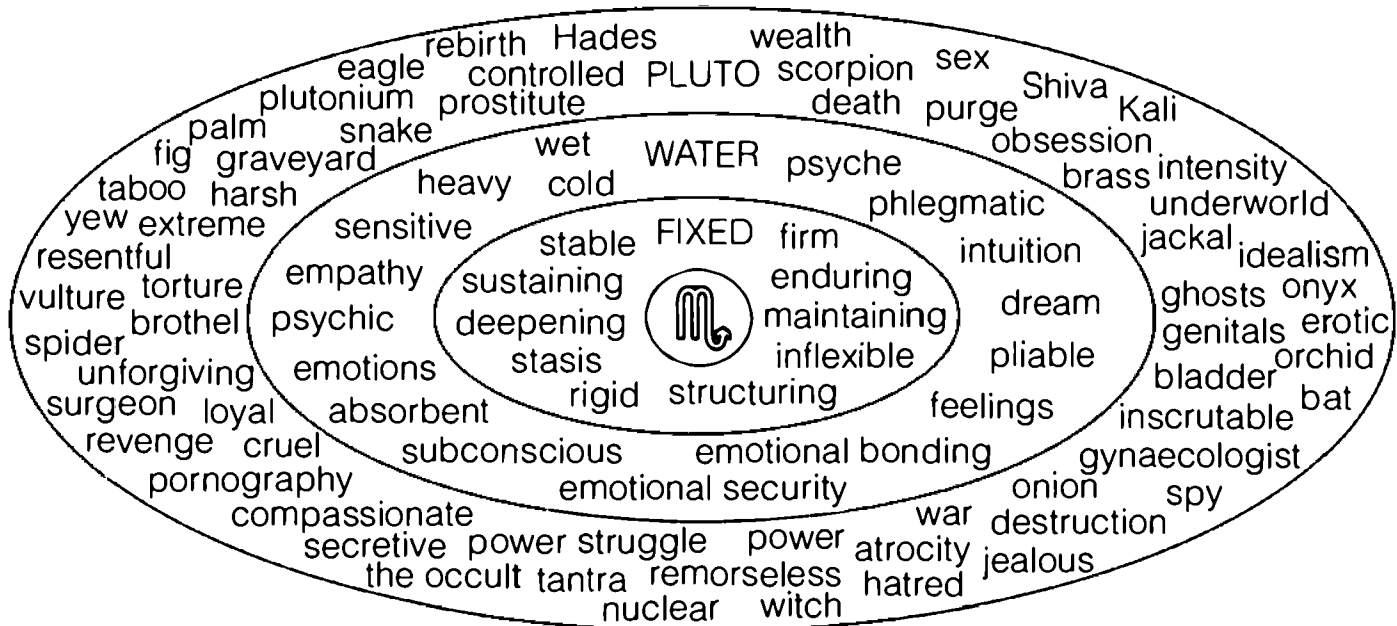 rebirth Hades wealth
eagle controlled PLUTO scorpion sex
plutonium prostitute death purge Shiva Kali
palm snake obsession
fig graveyard wet WATER psyche brass intensity
taboo harsh heavy cold phlegmatic underworld
yew extreme sensitive stable FIXED firm intuition jackal idealism
resentful empathy sustaining enduring
vulture torture dream ghosts onyx
brothel psychic deepening maintaining genitals erotic
spider stasis inflexible pliable orchid
unforgiving emotions bladder
surgeon loyal absorbent rigid structuring feelings inscrutable bat
revenge cruel subconscious emotional bonding gynaecologist
pornography emotional security onion spy
compassionate war destruction
secretive power struggle power atrocity jealous
the occult tantra remorseless hatred
nuclear witch